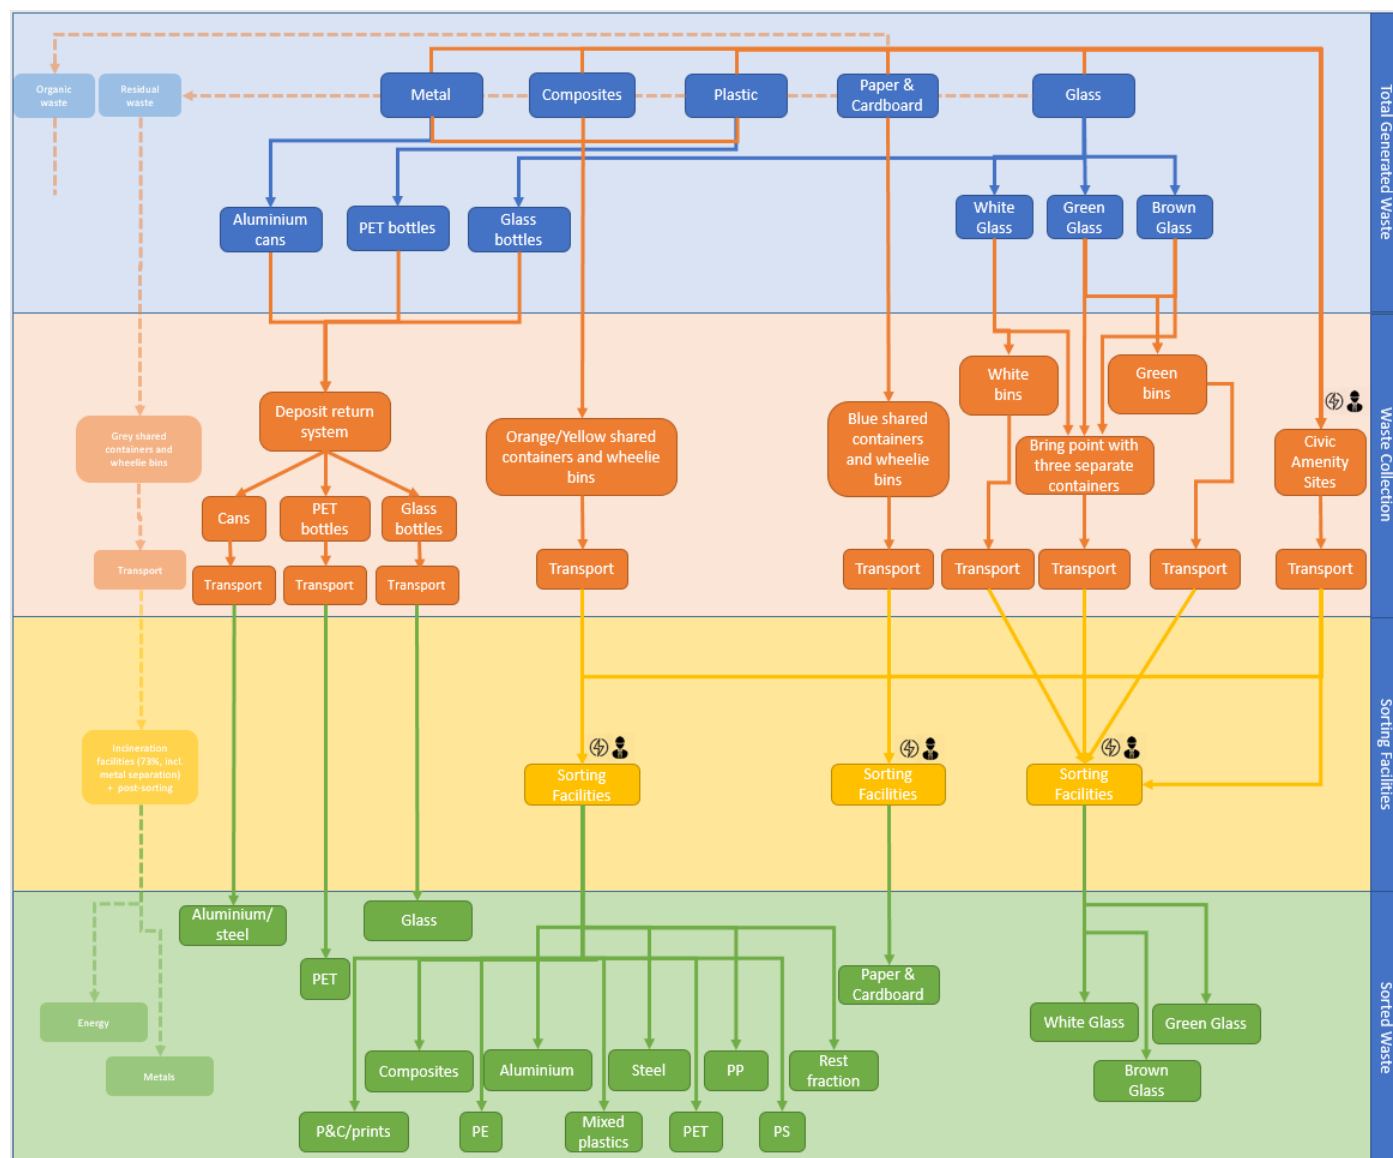 Organic
waste
Residual
waste
Metal
Composites
Plastic
Paper &
Cardboard
Glass
Total Generated Waste
Aluminium
cans
PET bottles
Glass
bottles
White
Glass
Green
Glass
Brown
Glass
Grey shared
containers and
wheelie bins
Deposit return
system
Orange/Yellow shared
containers and wheelie
bins
Blue shared
containers
and wheelie
bins
White
bins
Green
bins
Bring point with
three separate
containers
Civic
Amenity
Sites
Waste Collection
Cans
PET
bottles
Glass
bottles
Transport
Transport
Transport
Transport
Transport
Transport
Transport
Transport
Transport
Transport
Incineration
facilities (73%, incl.
metal separation)
+ post-sorting
Sorting
Facilities
Sorting
Facilities
Sorting
Facilities
Sorting Facilities
Aluminium/
steel
Glass
PET
Paper &
Cardboard
Energy
White Glass
Green Glass
Metals
Composites
Aluminium
Steel
PP
Rest
fraction
Brown
Glass
P&C/prints
PE
Mixed
plastics
PET
PS
Sorted Waste